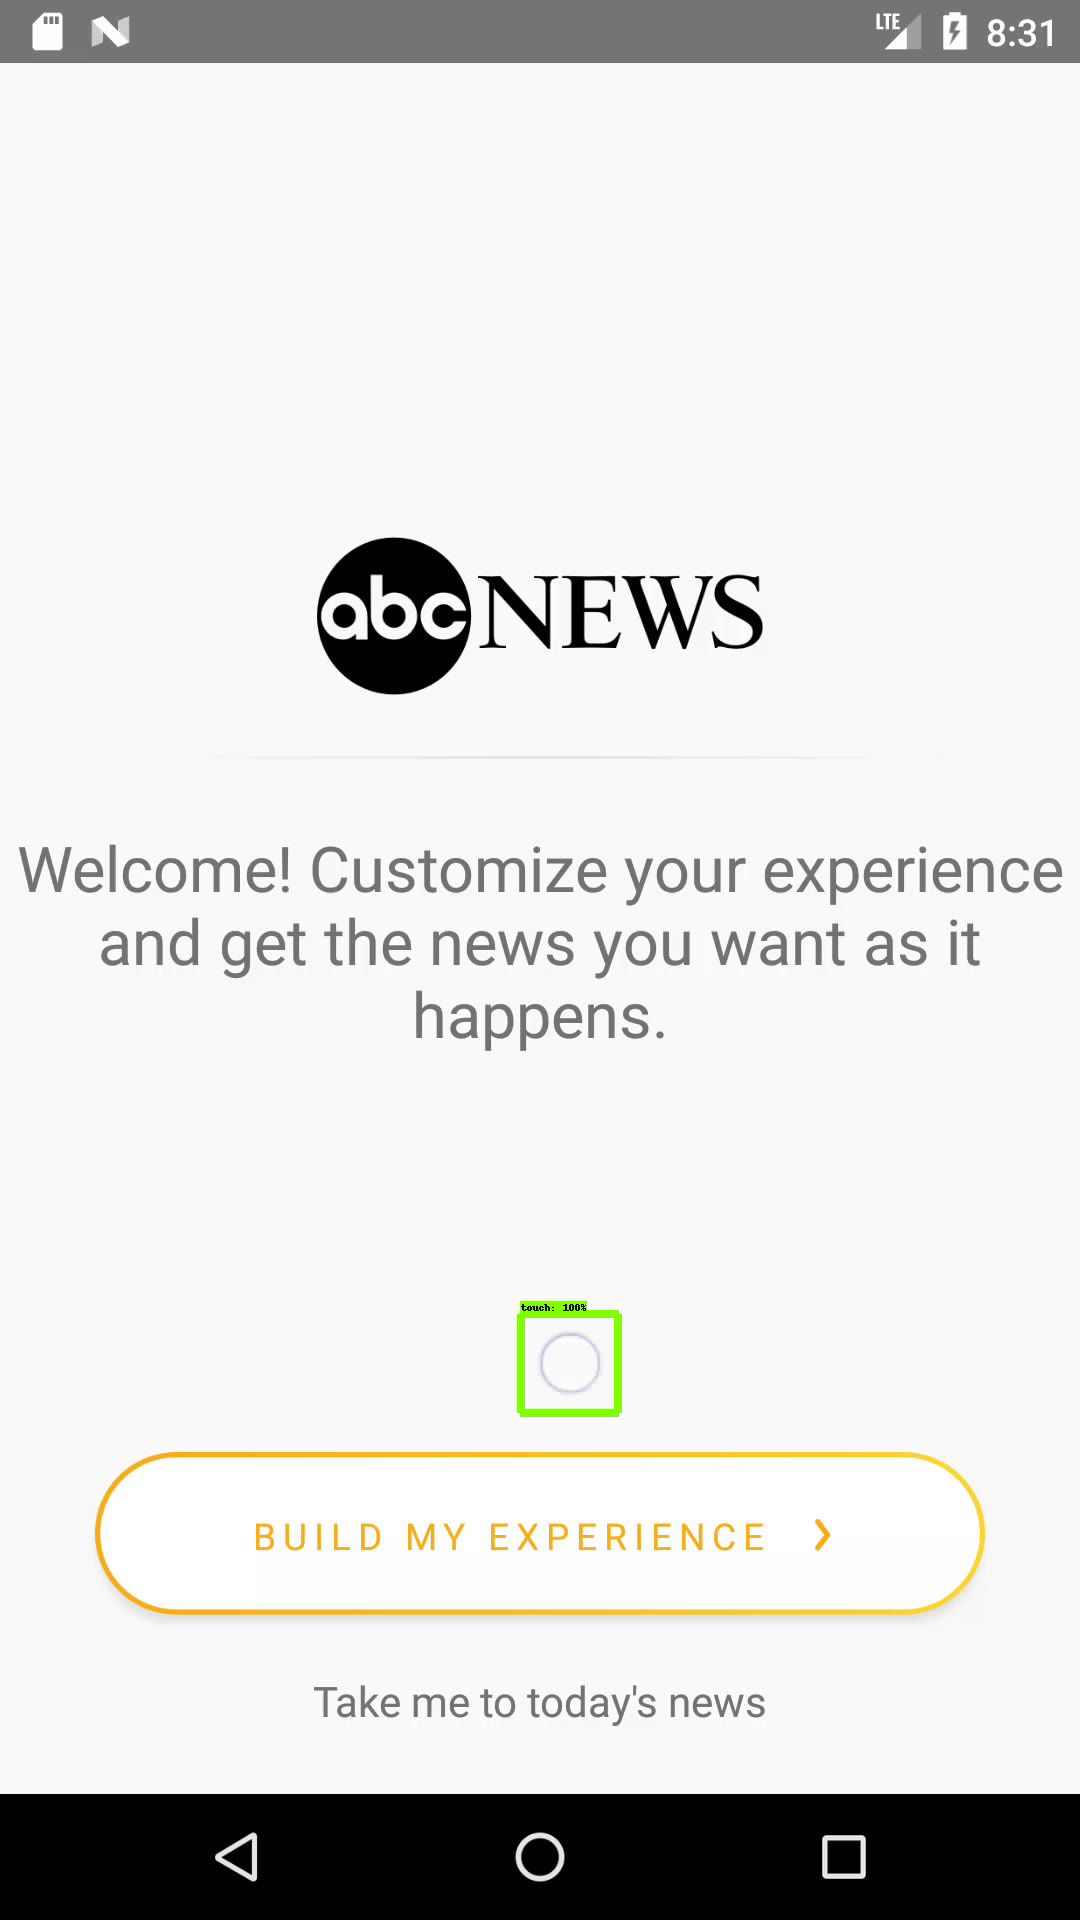 LTE 8:31
abc NEWS
Welcome! Customize your experience
and get the news you want as it
happens.
touch: 100%
BUILD MY EXPERIENCE
Take me to today's news